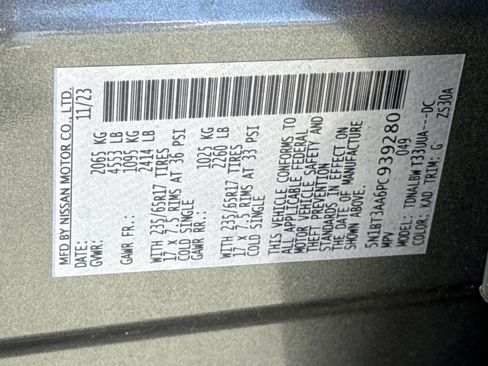 MFD BY NISSAN MOTOR CO., LTD.
DATE: 11/23
GVWR: 2065 KG
4553 LB
GAWR FR: 1095 KG
2414 LB
WITH 235/65R17 TIRES
17 X 7.5 RIMS AT 36 PSI
COLD SINGLE
GAWR RR: 1025 KG
2260 LB
WITH 235/65R17 TIRES
17 X 7.5 RIMS AT 33 PSI
COLD SINGLE
THIS VEHICLE CONFORMS TO
ALL APPLICABLE FEDERAL
MOTOR VEHICLE SAFETY AND
THEFT PREVENTION
STANDARDS IN EFFECT ON
THE DATE OF MANUFACTURE
SHOWN ABOVE.
5N1BT3AA6PC939280
MPV 049
MODEL: TDMALBW T33UUA---DC
COLOR: KAD TRIM: G ZS30A